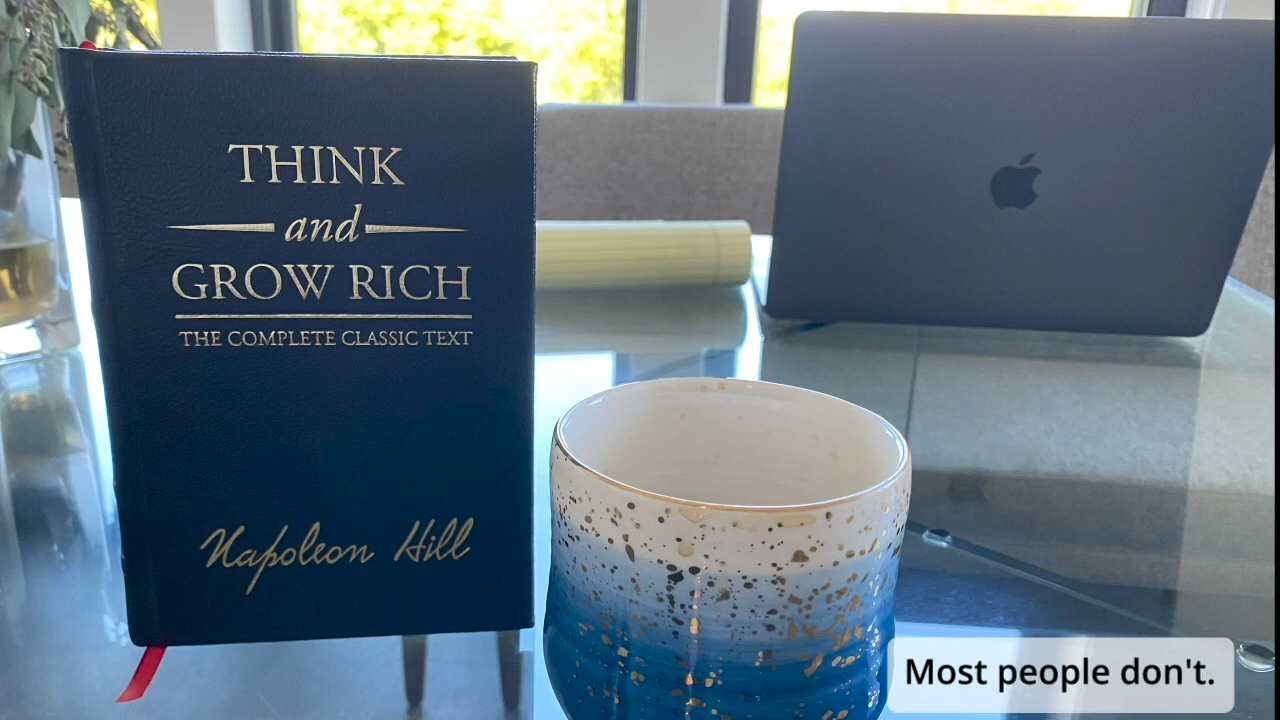 THINK
and
GROW RICH
THE COMPLETE CLASSIC TEXT
Napoleon Hill
Most people don't.